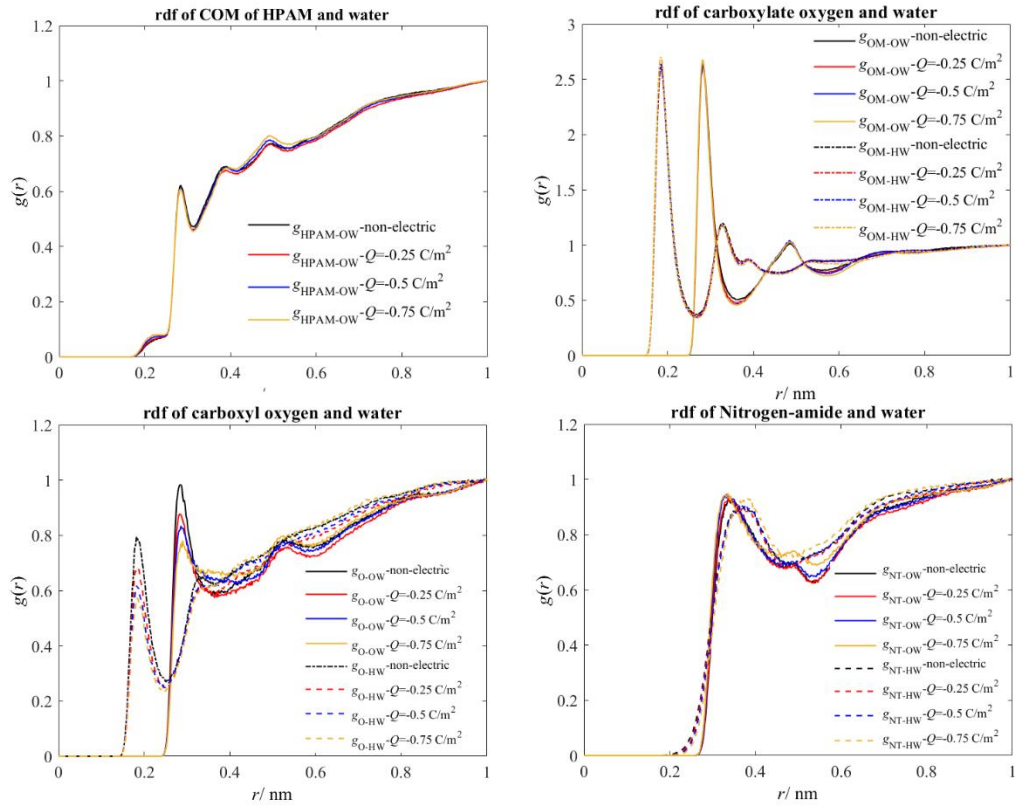 rdf of COM of HPAM and water
1.2
1
0.8
0.6
0.4
0.2
0
g(r)
gHPAM-OW-non-electric
gHPAM-OW-Q=-0.25 C/m²
gHPAM-OW-Q=-0.5 C/m²
gHPAM-OW-Q=-0.75 C/m²
0 0.2 0.4 0.6 0.8 1
rdf of carboxylate oxygen and water
3
2.5
2
1.5
1
0.5
0
g(r)
gOM-OW-non-electric
gOM-OW-Q=-0.25 C/m²
gOM-OW-Q=-0.5 C/m²
gOM-OW-Q=-0.75 C/m²
gOM-HW-non-electric
gOM-HW-Q=-0.25 C/m²
gOM-HW-Q=-0.5 C/m²
gOM-HW-Q=-0.75 C/m²
0 0.2 0.4 0.6 0.8 1
r/ nm
rdf of carboxyl oxygen and water
1.2
1
0.8
0.6
0.4
0.2
0
g(r)
gO-OW-non-electric
gO-OW-Q=-0.25 C/m²
gO-OW-Q=-0.5 C/m²
gO-OW-Q=-0.75 C/m²
gO-HW-non-electric
gO-HW-Q=-0.25 C/m²
gO-HW-Q=-0.5 C/m²
gO-HW-Q=-0.75 C/m²
0 0.2 0.4 0.6 0.8 1
r/ nm
rdf of Nitrogen-amide and water
1.2
1
0.8
0.6
0.4
0.2
0
g(r)
gNT-OW-non-electric
gNT-OW-Q=-0.25 C/m²
gNT-OW-Q=-0.5 C/m²
gNT-OW-Q=-0.75 C/m²
gNT-HW-non-electric
gNT-HW-Q=-0.25 C/m²
gNT-HW-Q=-0.5 C/m²
gNT-HW-Q=-0.75 C/m²
0 0.2 0.4 0.6 0.8 1
r/ nm